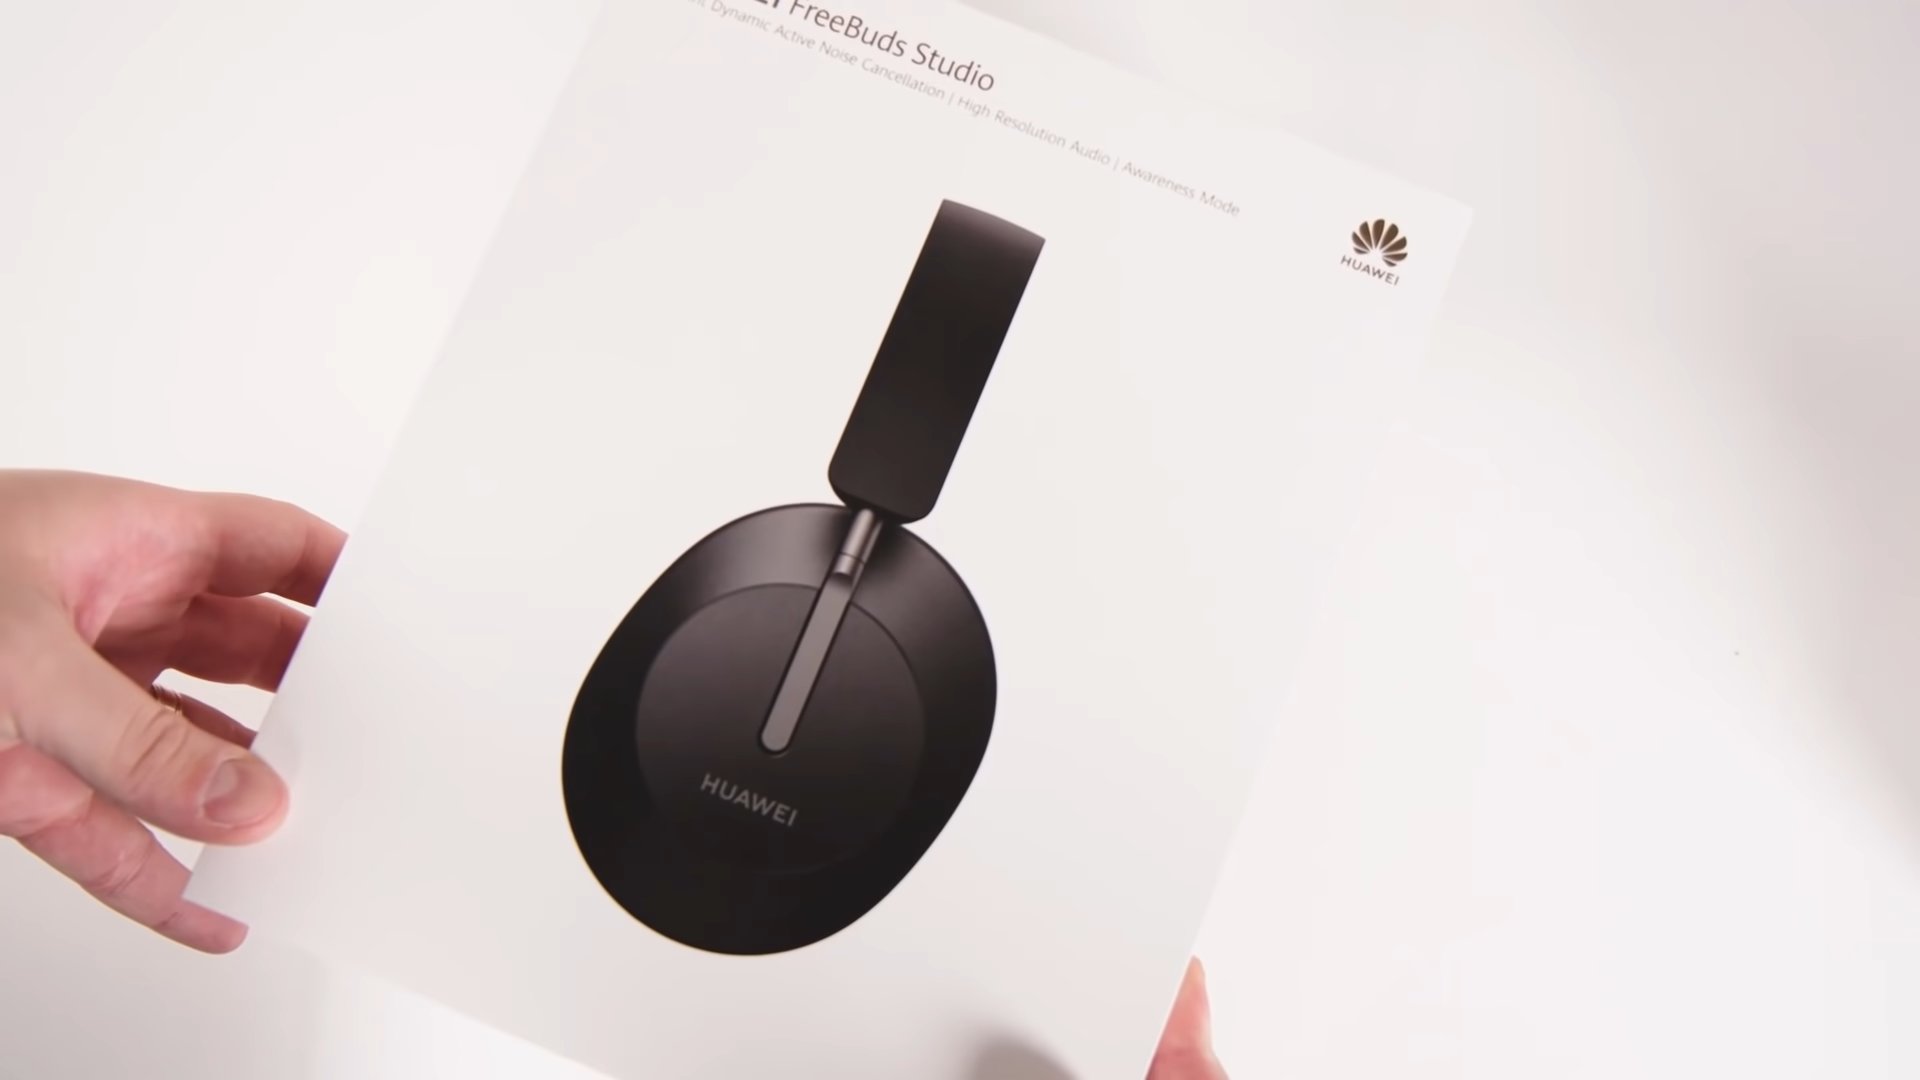 FreeBuds Studio
Dynamic Active Noise Cancellation | High Resolution Audio | Awareness Mode
HUAWEI
HUAWEI